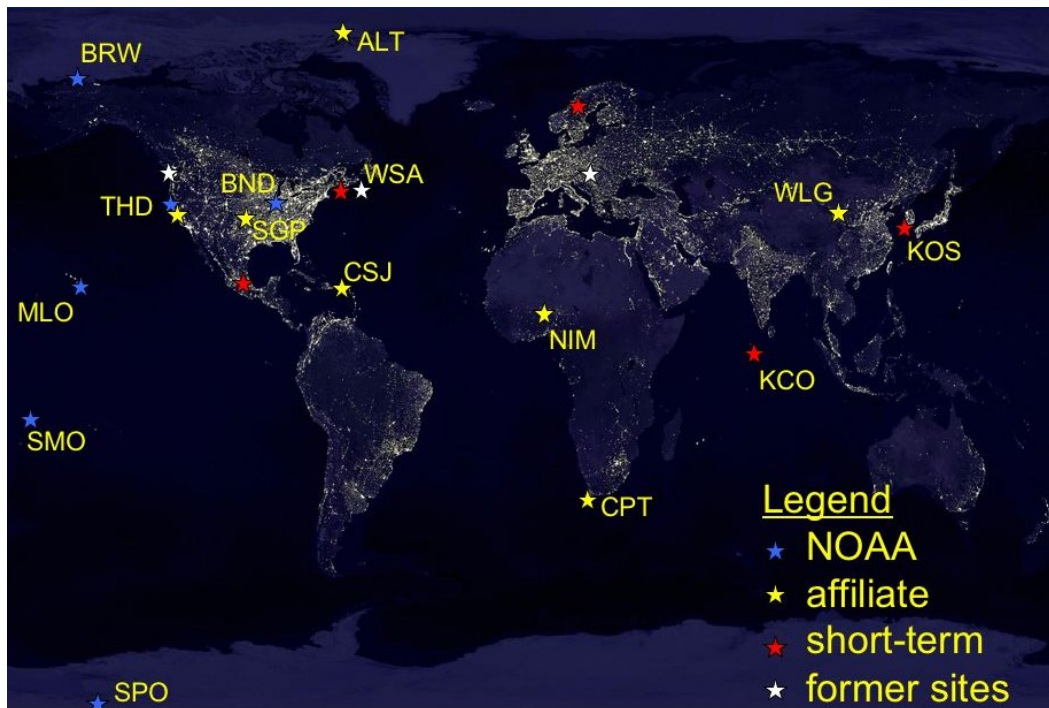 ALT
BRW
WSA
BND
THD
SGP
WLG
KOS
CSJ
MLO
NIM
KCO
SMO
CPT
Legend
NOAA
affiliate
short-term
former sites
SPO